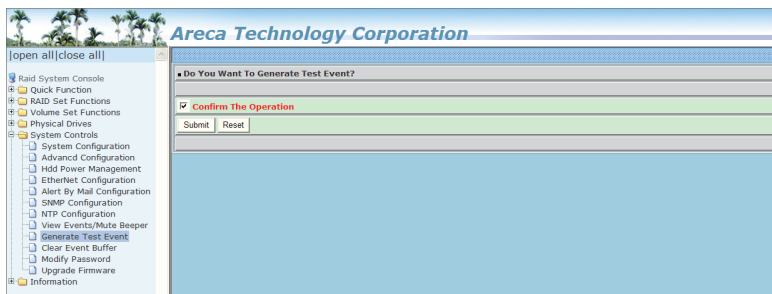 Areca Technology Corporation
|open all|close all|
Raid System Console
Quick Function
RAID Set Functions
Volume Set Functions
Physical Drives
System Controls
System Configuration
Advancd Configuration
Hdd Power Management
EtherNet Configuration
Alert By Mail Configuration
SNMP Configuration
NTP Configuration
View Events/Mute Beeper
Generate Test Event
Clear Event Buffer
Modify Password
Upgrade Firmware
Information
Do You Want To Generate Test Event?
Confirm The Operation
Submit Reset